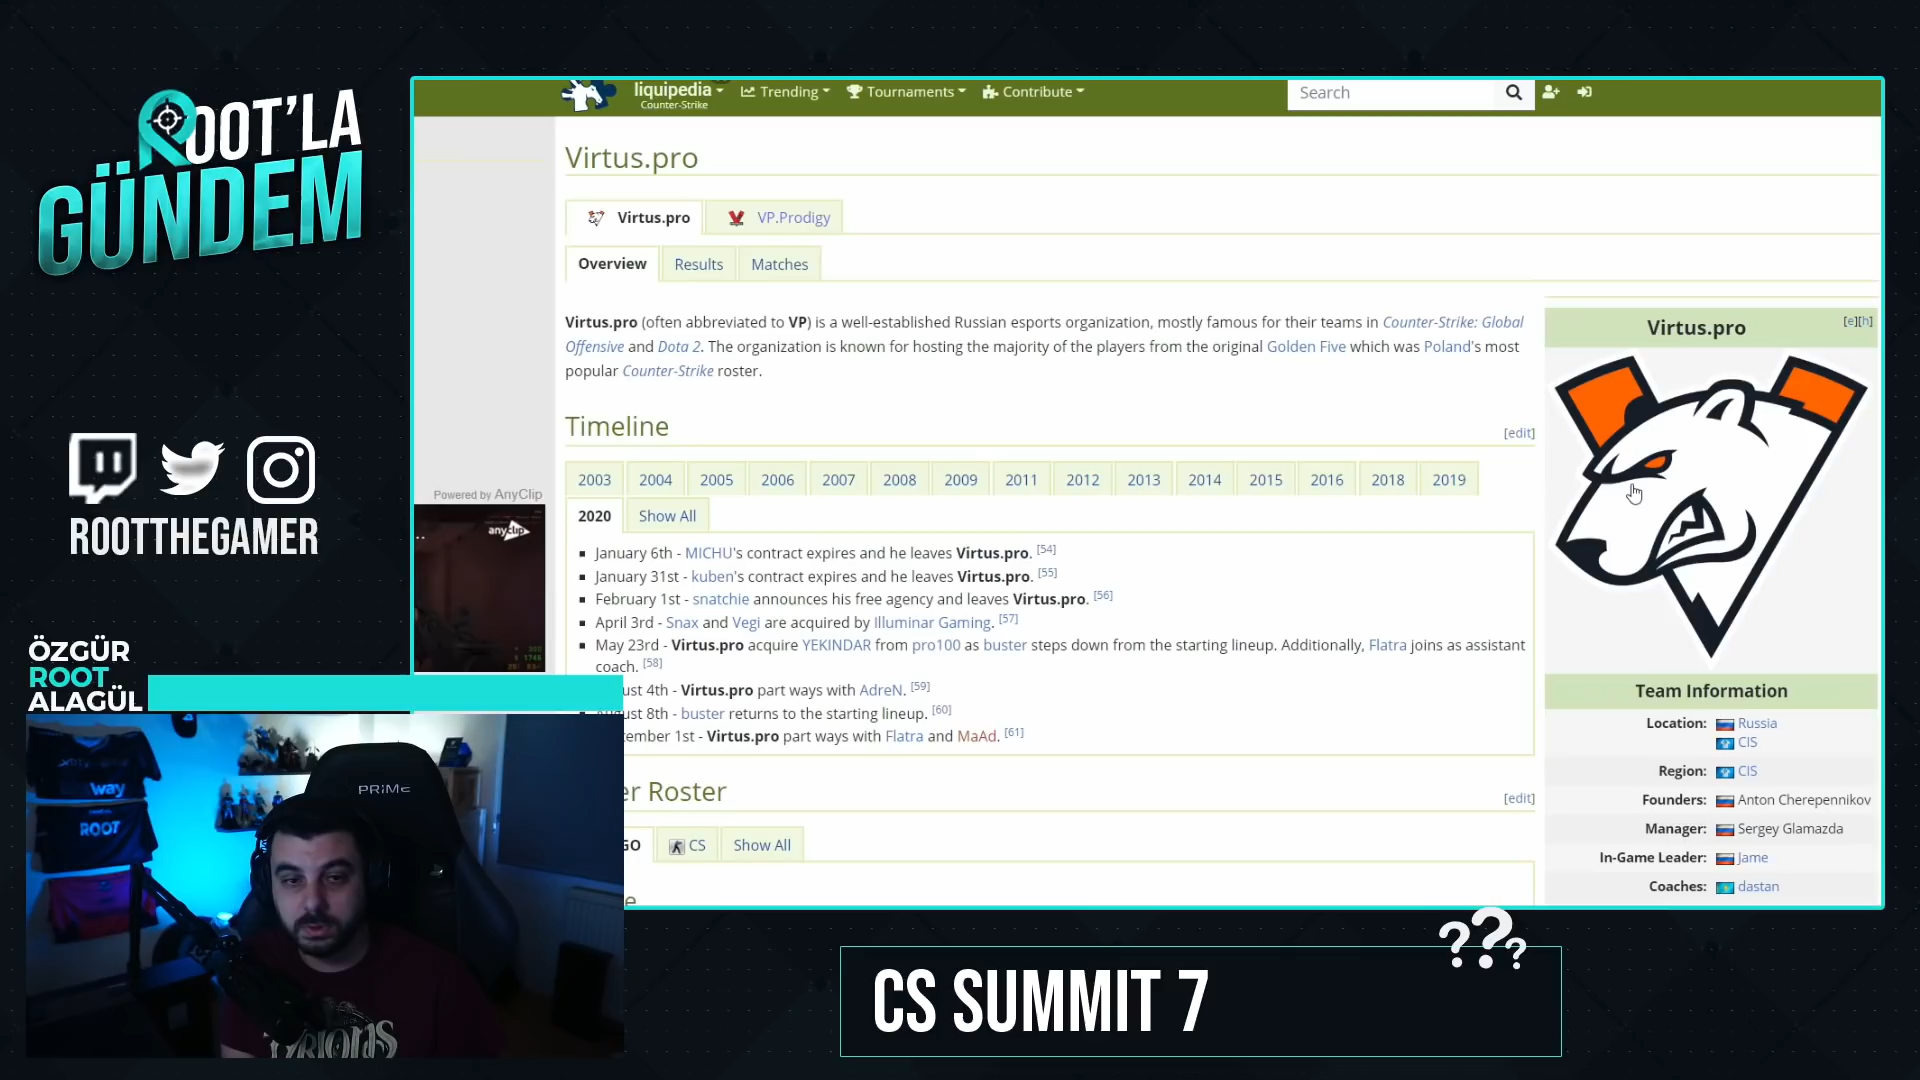 ROOT'LA
GÜNDEM
ROOTTHEGAMER
ÖZGÜR
ROOT
ALAGÜL
liquipedia
Counter-Strike
Trending
Tournaments
Contribute
Search
Virtus.pro
Virtus.pro
VP.Prodigy
Overview
Results
Matches
Virtus.pro (often abbreviated to VP) is a well-established Russian esports organization, mostly famous for their teams in Counter-Strike: Global
Offensive and Dota 2. The organization is known for hosting the majority of the players from the original Golden Five which was Poland's most
popular Counter-Strike roster.
Timeline
[edit]
2003 2004 2005 2006 2007 2008 2009 2011 2012 2013 2014 2015 2016 2018 2019
2020 Show All
January 6th - MICHU's contract expires and he leaves Virtus.pro. [54]
January 31st - kuben's contract expires and he leaves Virtus.pro. [55]
February 1st - snatchie announces his free agency and leaves Virtus.pro. [56]
April 3rd - Snax and Vegi are acquired by Illuminar Gaming. [57]
May 23rd - Virtus.pro acquire YEKINDAR from pro100 as buster steps down from the starting lineup. Additionally, Flatra joins as assistant
coach. [58]
ust 4th - Virtus.pro part ways with AdreN. [59]
ust 8th - buster returns to the starting lineup. [60]
tember 1st - Virtus.pro part ways with Flatra and MaAd. [61]
er Roster
[edit]
GO
CS
Show All
Virtus.pro
[e][h]
Team Information
Location: Russia
CIS
Region: CIS
Founders: Anton Cherepennikov
Manager: Sergey Glamazda
In-Game Leader: Jame
Coaches: dastan
Powered by AnyClip
anyclip
PRiMe
way
ROOT
???
CS SUMMIT 7